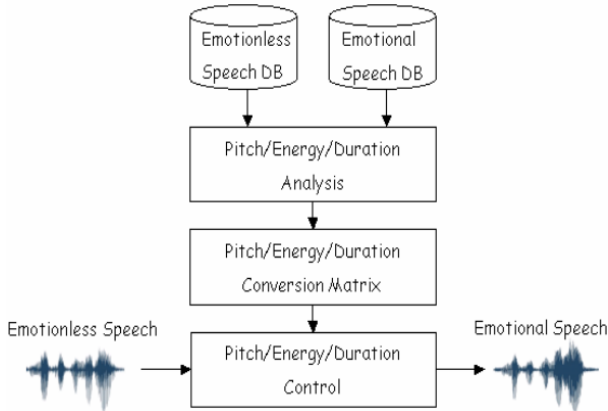 Emotionless
Speech DB
Emotional
Speech DB
Pitch/Energy/Duration
Analysis
Pitch/Energy/Duration
Conversion Matrix
Emotionless Speech
Pitch/Energy/Duration
Control
Emotional Speech